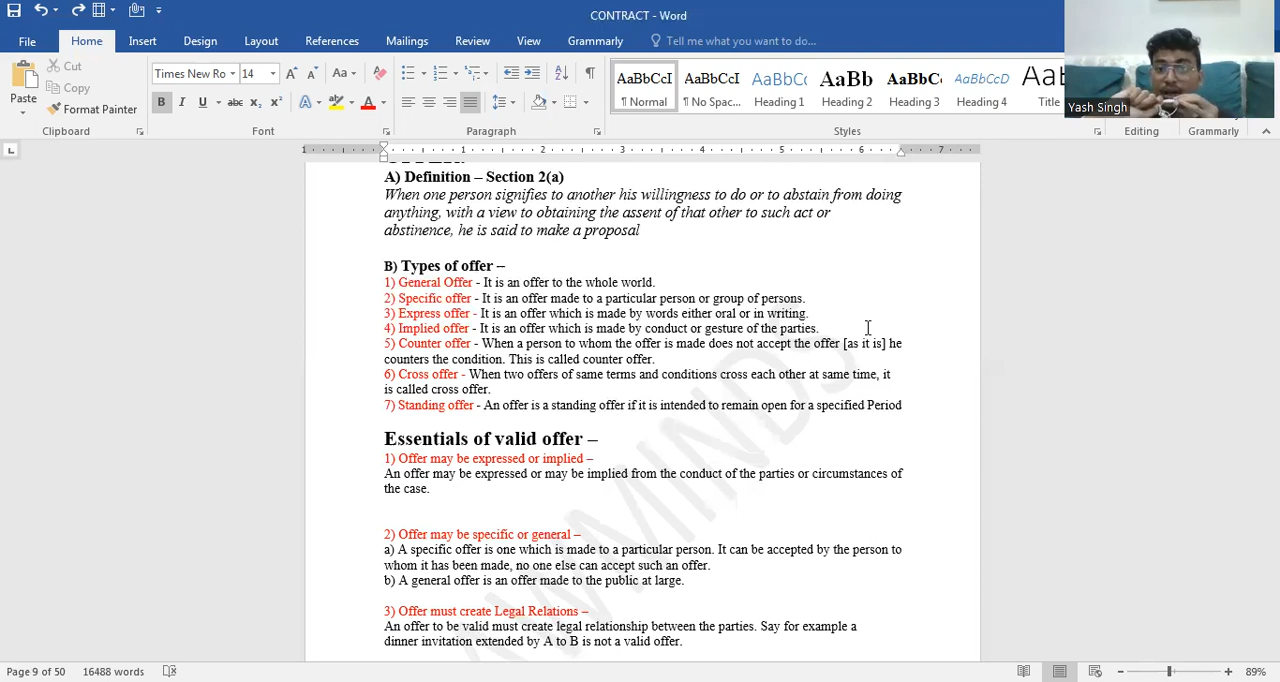 CONTRACT - Word
File Home Insert Design Layout References Mailings Review View Grammarly Tell me what you want to do...
Yash Singh
Paste Cut Copy Format Painter
Times New Ro 14 Aa
B I U abc x₂ x² A A
AaBbCcI AaBbCcI AaBbCc AaBb AaBbC AaBbCcD AaB
¶ Normal ¶ No Spac... Heading 1 Heading 2 Heading 3 Heading 4 Title
Clipboard Font Paragraph Styles Editing Grammarly
1 1 2 3 4 5 6 7
A) Definition – Section 2(a)
When one person signifies to another his willingness to do or to abstain from doing
anything, with a view to obtaining the assent of that other to such act or
abstinence, he is said to make a proposal
B) Types of offer –
1) General Offer - It is an offer to the whole world.
2) Specific offer - It is an offer made to a particular person or group of persons.
3) Express offer - It is an offer which is made by words either oral or in writing.
4) Implied offer - It is an offer which is made by conduct or gesture of the parties.
5) Counter offer - When a person to whom the offer is made does not accept the offer [as it is] he
counters the condition. This is called counter offer.
6) Cross offer - When two offers of same terms and conditions cross each other at same time, it
is called cross offer.
7) Standing offer - An offer is a standing offer if it is intended to remain open for a specified Period
Essentials of valid offer –
1) Offer may be expressed or implied –
An offer may be expressed or may be implied from the conduct of the parties or circumstances of
the case.
2) Offer may be specific or general –
a) A specific offer is one which is made to a particular person. It can be accepted by the person to
whom it has been made, no one else can accept such an offer.
b) A general offer is an offer made to the public at large.
3) Offer must create Legal Relations –
An offer to be valid must create legal relationship between the parties. Say for example a
dinner invitation extended by A to B is not a valid offer.
Page 9 of 50 16488 words 89%